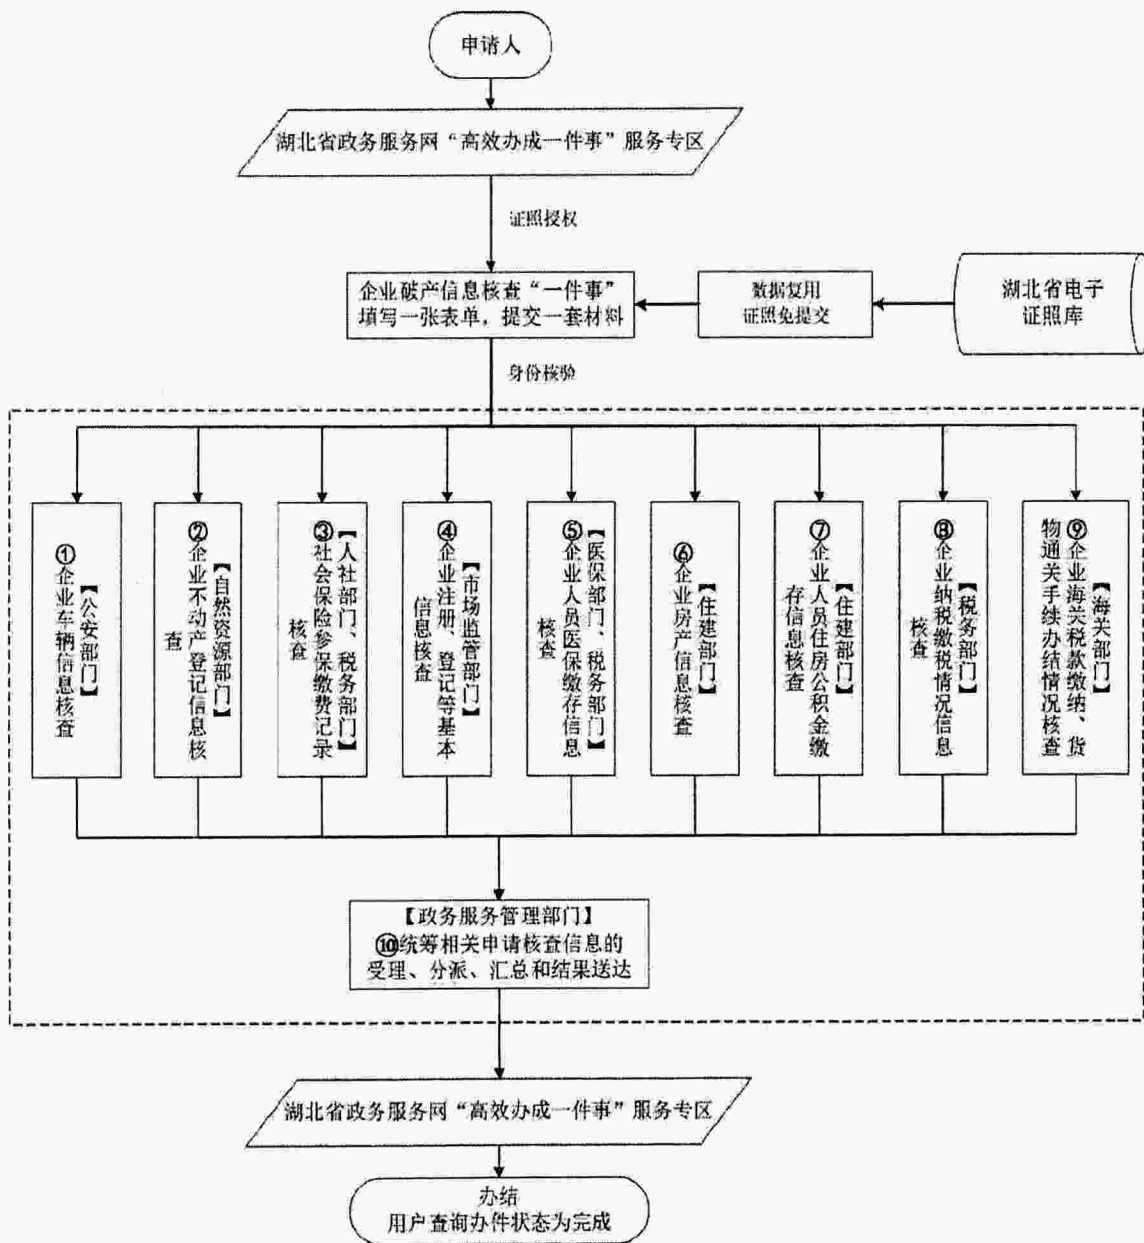 申请人
湖北省政务服务网“高效办成一件事”服务专区
证照授权
企业破产信息核查“一件事”
填写一张表单，提交一套材料
数据复用
证照免提交
湖北省电子
证照库
身份核验
【公安部门】
①企业车辆信息核查
【自然资源部门】
②企业不动产登记信息核
查
【人社部门、税务部门】
③社会保险参保缴费记录
核查
【市场监管部门】
④企业注册、登记等基本
信息核查
【医保部门、税务部门】
⑤企业人员医保缴存信息
核查
【住建部门】
⑥企业房产信息核查
【住建部门】
⑦企业人员住房公积金缴
存信息核查
【税务部门】
⑧企业纳税缴税情况信息
核查
【海关部门】
⑨企业海关税款缴纳、货
物通关手续办结情况核查
【政务服务管理部门】
⑩统筹相关申请核查信息的
受理、分派、汇总和结果送达
湖北省政务服务网“高效办成一件事”服务专区
办结
用户查询办件状态为完成